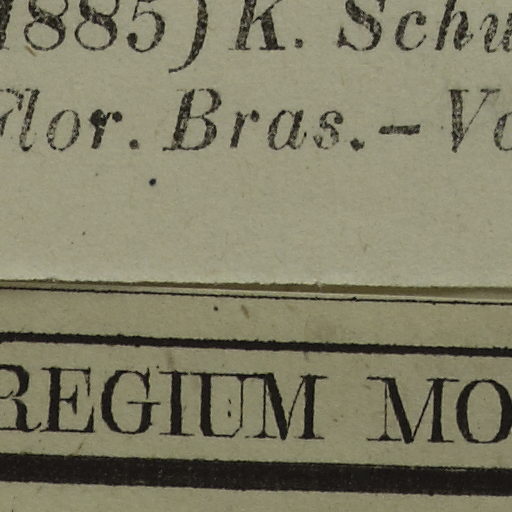 1885) K. Schu
Flor. Bras. – Vo
REGIUM MO